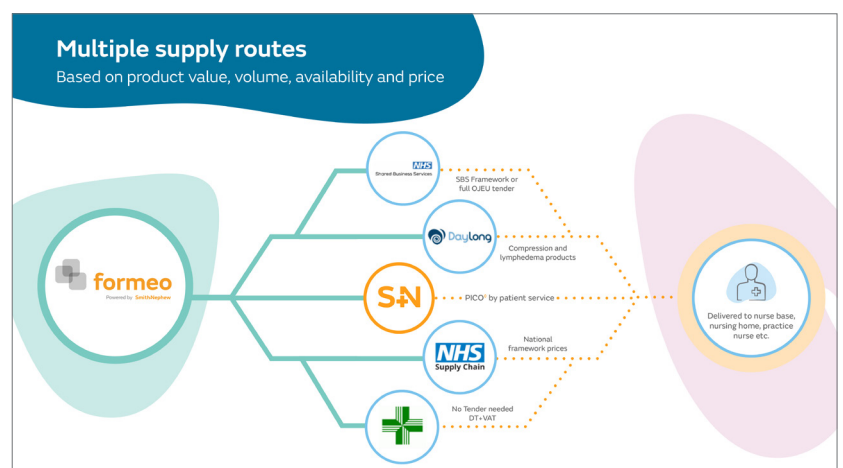 Multiple supply routes
Based on product value, volume, availability and price
formeo
Powered by Smith+Nephew
NHS
Shared Business Services
SBS Framework or
full OJEU tender
Daylong
Compression and
lymphedema products
S+N
PICO° by patient service
NHS
Supply Chain
National
framework prices
No Tender needed
DT+VAT
Delivered to nurse base,
nursing home, practice
nurse etc.